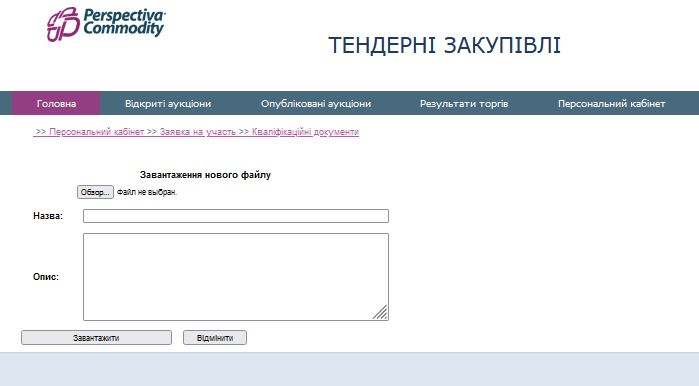 Perspectiva
Commodity
ТЕНДЕРНІ ЗАКУПІВЛІ
Головна Відкриті аукціони Опубліковані аукціони Результати торгів Персональний кабінет
>> Персональний кабінет >> Заявка на участь >> Кваліфікаційні документи
Завантаження нового файлу
Обзор... Файл не выбран.
Назва:
Опис:
Завантажити Відмінити